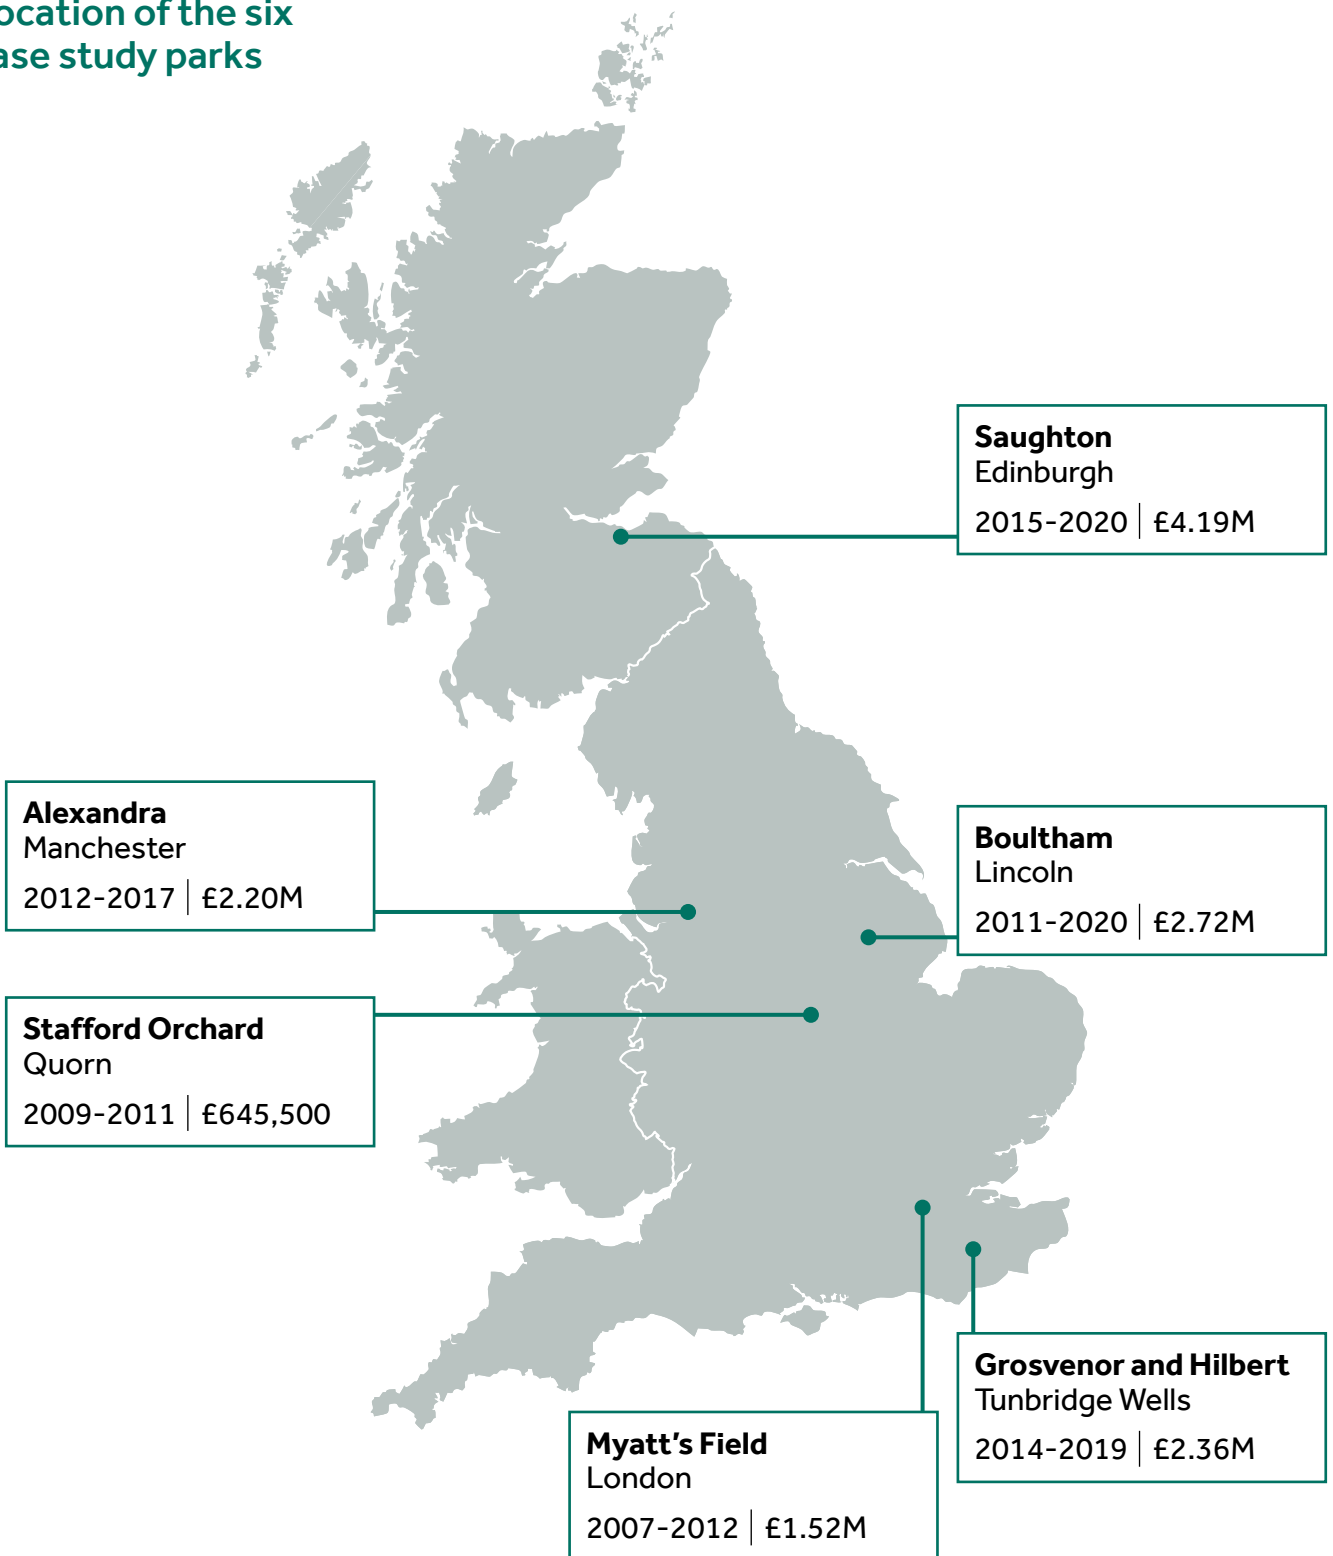 ocation of the six
ase study parks
Saughton
Edinburgh
2015-2020 | £4.19M
Alexandra
Manchester
2012-2017 | £2.20M
Boultham
Lincoln
2011-2020 | £2.72M
Stafford Orchard
Quorn
2009-2011 | £645,500
Grosvenor and Hilbert
Tunbridge Wells
2014-2019 | £2.36M
Myatt’s Field
London
2007-2012 | £1.52M